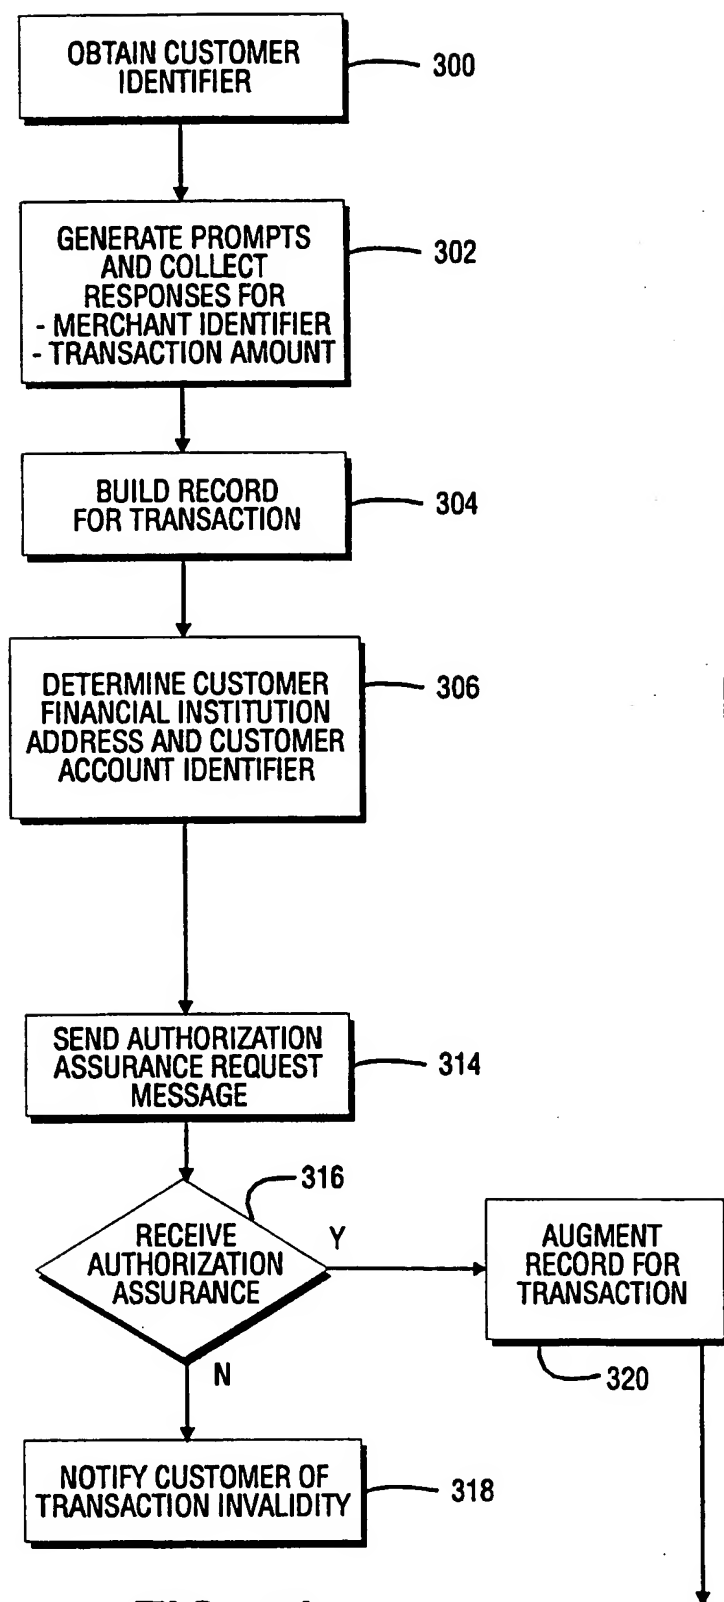 OBTAIN CUSTOMER
IDENTIFIER
300
GENERATE PROMPTS
AND COLLECT
RESPONSES FOR
- MERCHANT IDENTIFIER
- TRANSACTION AMOUNT
302
BUILD RECORD
FOR TRANSACTION
304
DETERMINE CUSTOMER
FINANCIAL INSTITUTION
ADDRESS AND CUSTOMER
ACCOUNT IDENTIFIER
306
SEND AUTHORIZATION
ASSURANCE REQUEST
MESSAGE
314
316
RECEIVE
AUTHORIZATION
ASSURANCE
Y
N
AUGMENT
RECORD FOR
TRANSACTION
320
NOTIFY CUSTOMER OF
TRANSACTION INVALIDITY
318